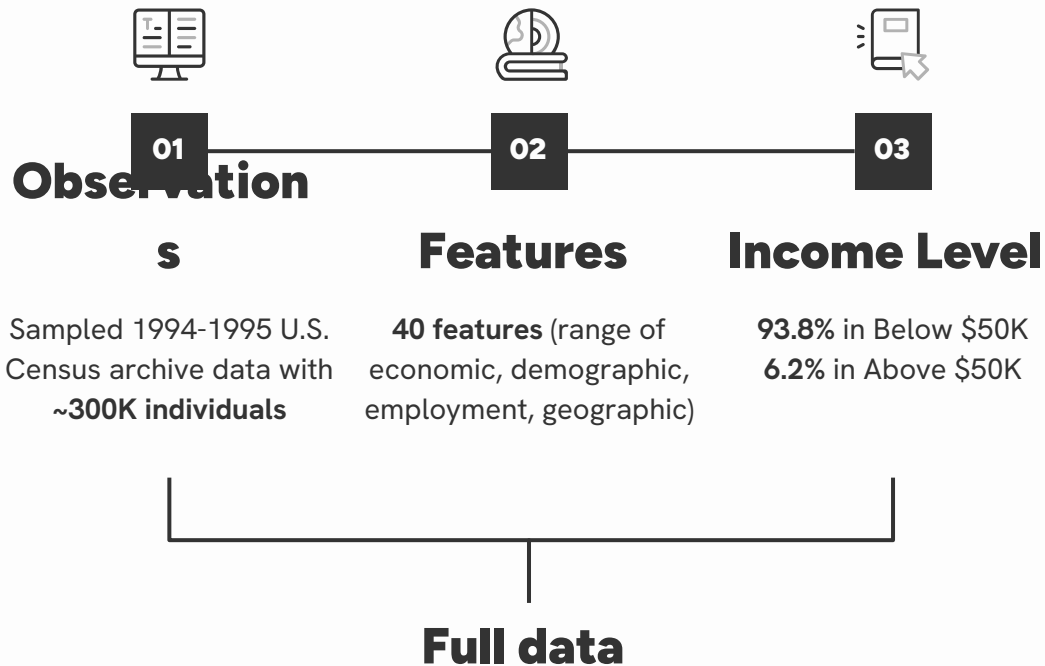 01
02
03
Observation
s
Features
Income Level
Sampled 1994-1995 U.S.
Census archive data with
~300K individuals
40 features (range of
economic, demographic,
employment, geographic)
93.8% in Below $50K
6.2% in Above $50K
Full data